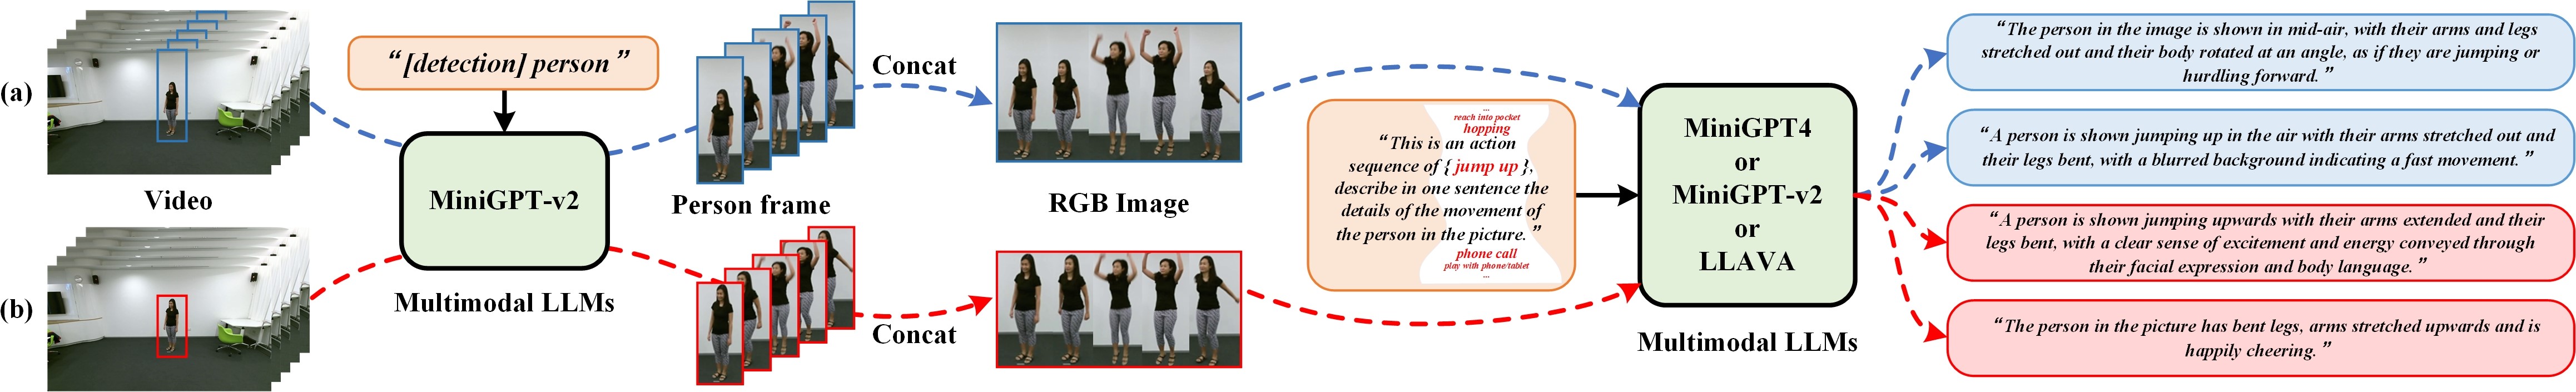 (a)
Video
(b)
“[detection] person”
MiniGPT-v2
Multimodal LLMs
Person frame
Concat
Concat
RGB Image
...
reach into pocket
hopping
“This is an action
sequence of { jump up },
describe in one sentence the
details of the movement of
the person in the picture.”
phone call
play with phone/tablet
...
MiniGPT4
or
MiniGPT-v2
or
LLAVA
Multimodal LLMs
“The person in the image is shown in mid-air, with their arms and legs
stretched out and their body rotated at an angle, as if they are jumping or
hurdling forward.”
“A person is shown jumping up in the air with their arms stretched out and
their legs bent, with a blurred background indicating a fast movement.”
“A person is shown jumping upwards with their arms extended and their
legs bent, with a clear sense of excitement and energy conveyed through
their facial expression and body language.”
“The person in the picture has bent legs, arms stretched upwards and is
happily cheering.”